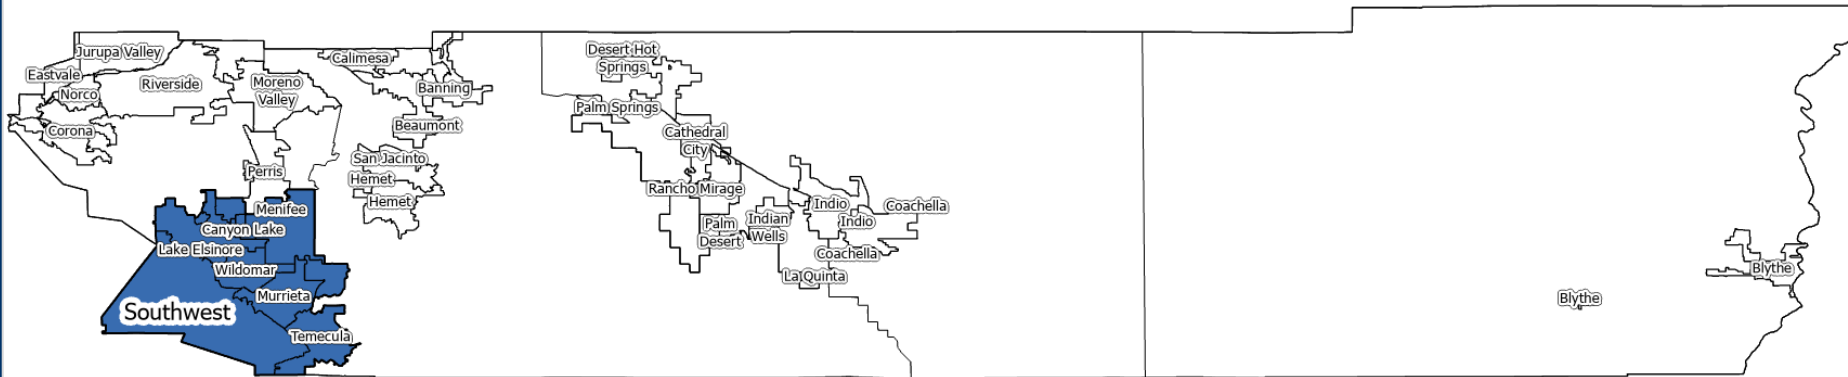 Jurupa Valley
Eastvale
Norco
Riverside
Corona
Moreno
Valley
Perris
Calimesa
Banning
Beaumont
San Jacinto
Hemet
Hemet
Menifee
Canyon Lake
Lake Elsinore
Wildomar
Murrieta
Southwest
Temecula
Desert Hot
Springs
Palm Springs
Cathedral
City
Rancho Mirage
Palm
Desert
Indian
Wells
Indio
Indio
Coachella
Coachella
La Quinta
Blythe
Blythe